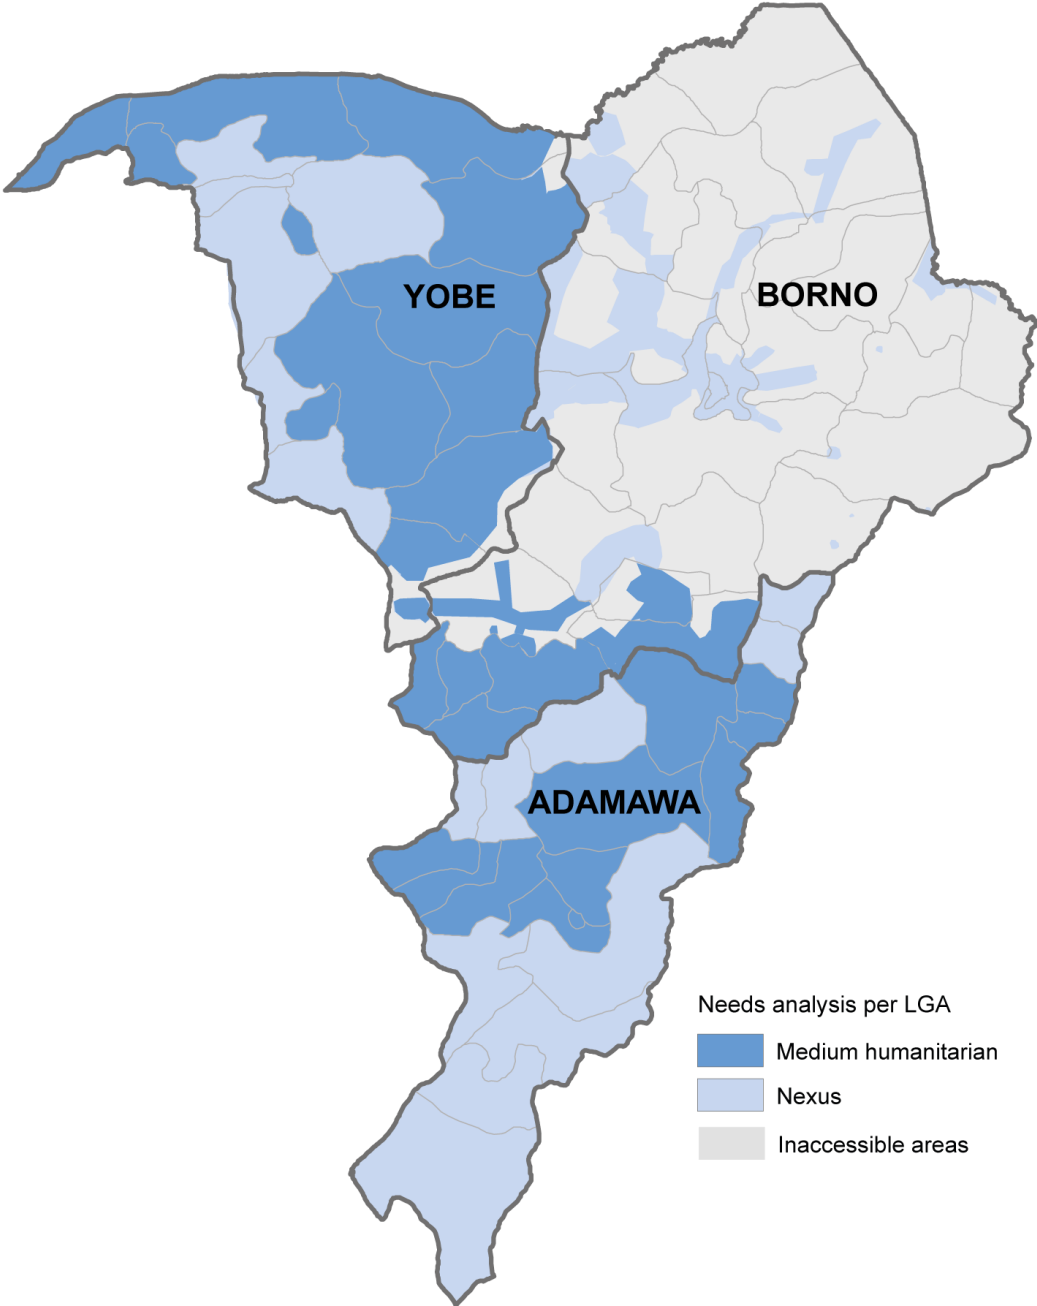 YOBE
BORNO
ADAMAWA
Needs analysis per LGA
Medium humanitarian
Nexus
Inaccessible areas